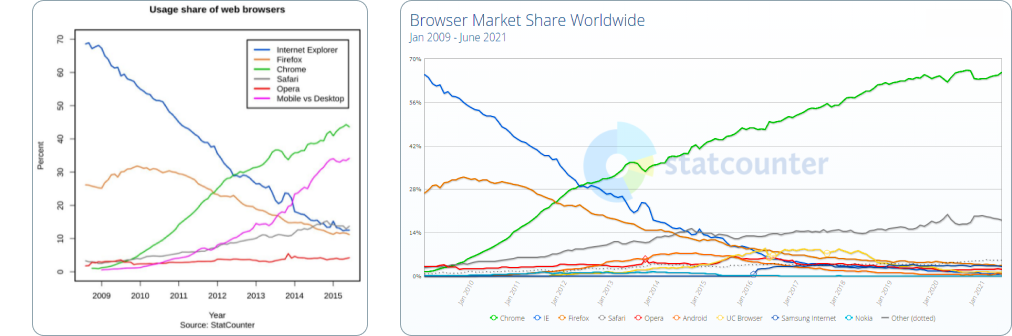 Usage share of web browsers
70
60
50
40
30
20
10
0
Percent
Internet Explorer
Firefox
Chrome
Safari
Opera
Mobile vs Desktop
2009 2010 2011 2012 2013 2014 2015
Year
Source: StatCounter
Browser Market Share Worldwide
Jan 2009 - June 2021
70%
56%
42%
28%
14%
0%
statcounter
Jan 2010 Jan 2011 Jan 2012 Jan 2013 Jan 2014 Jan 2015 Jan 2016 Jan 2017 Jan 2018 Jan 2019 Jan 2020 Jan 2021
Chrome IE Firefox Safari Opera Android UC Browser Samsung Internet Nokia Other (dotted)